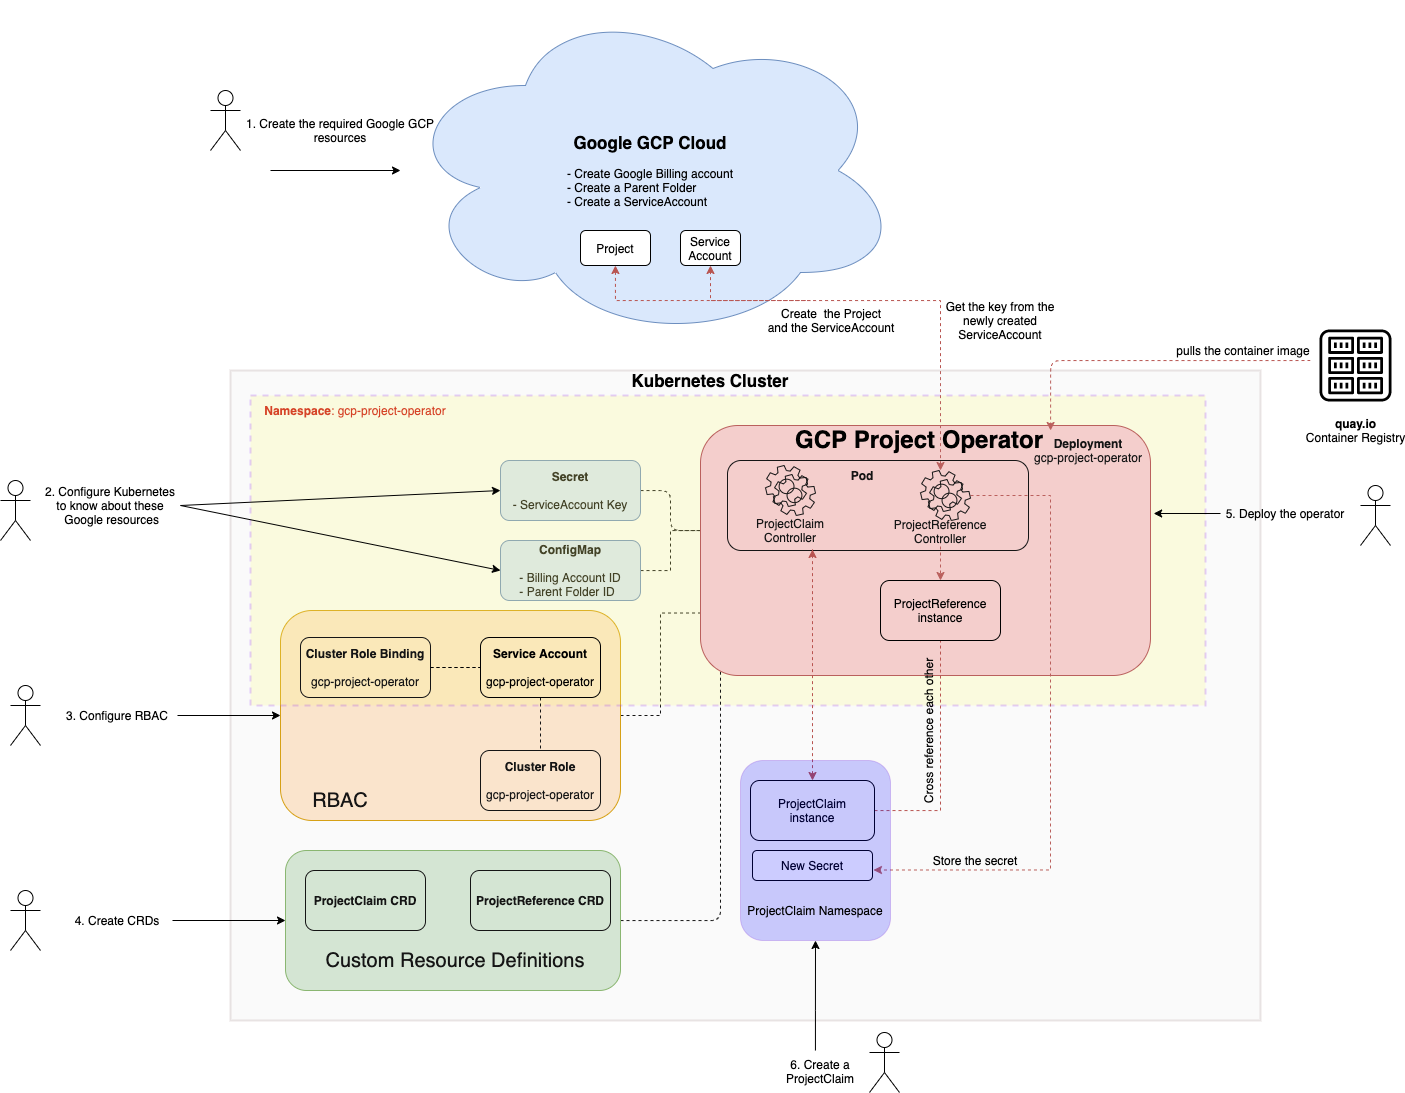 1. Create the required Google GCP
resources
Google GCP Cloud
- Create Google Billing account
- Create a Parent Folder
- Create a ServiceAccount
Project
Service
Account
Create  the Project
and the ServiceAccount
Get the key from the
newly created
ServiceAccount
pulls the container image
quay.io
Container Registry
Kubernetes Cluster
Namespace: gcp-project-operator
GCP Project Operator
Deployment
gcp-project-operator
Pod
ProjectClaim
Controller
ProjectReference
Controller
ProjectReference
instance
2. Configure Kubernetes
to know about these
Google resources
Secret
- ServiceAccount Key
ConfigMap
- Billing Account ID
- Parent Folder ID
5. Deploy the operator
Cluster Role Binding
gcp-project-operator
Service Account
gcp-project-operator
3. Configure RBAC
Cluster Role
gcp-project-operator
RBAC
Cross reference each other
ProjectClaim
instance
New Secret
Store the secret
ProjectClaim Namespace
4. Create CRDs
ProjectClaim CRD
ProjectReference CRD
Custom Resource Definitions
6. Create a
ProjectClaim